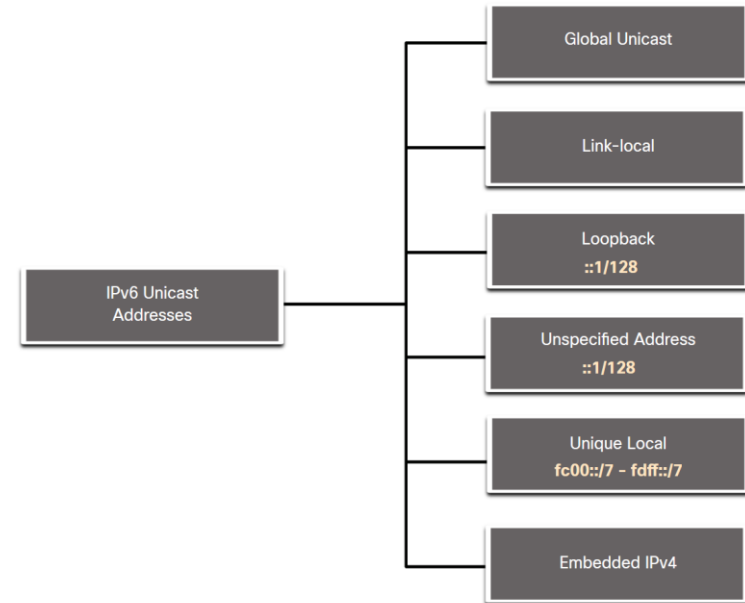 Global Unicast
Link-local
Loopback
::1/128
IPv6 Unicast
Addresses
Unspecified Address
::1/128
Unique Local
fc00::/7 - fdff::/7
Embedded IPv4